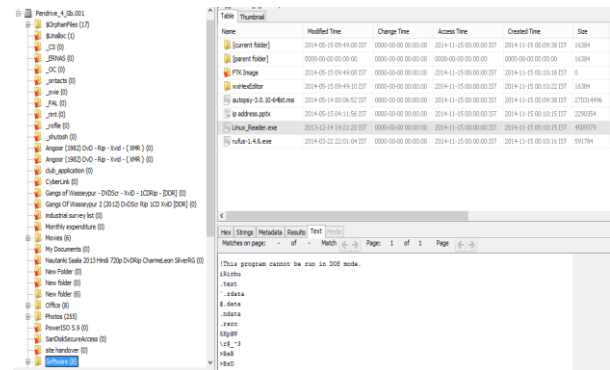 Pendrive_4_Gb.001
$OrphanFiles (17)
$Unalloc (1)
_CS (0)
_ERNAS (0)
_OC (0)
_ontacts (0)
_ovie (0)
_PAL (0)
_rint (0)
_rofile (0)
_shutosh (0)
Angoor (1982) DvD -Rip - Xvid - { XMR } (0)
Angoor (1982) DvD - Rip - Xvid - { XMR } (0)
club_application (0)
CyberLink (0)
Gangs of Wasseypur - DVDScr - XviD - 1CDRip - [DDR] (0)
Gangs Of Wasseypur 2 (2012) DvDScr Rip 1CD XviD [DDR] (0)
industrial survey list (0)
Monthly expenditure (0)
Movies (6)
My Documents (0)
Nautanki Saala 2013 Hindi 720p DvDRip CharmeLeon SilverRG (0)
New Folder (0)
New folder (0)
New folder (6)
Office (8)
Photos (255)
PowerISO 5.9 (0)
SanDiskSecureAccess (0)
site handover (0)
Software (8)
Table Thumbnail
Name Modified Time Change Time Access Time Created Time Size
[current folder] 2014-05-15 09:49:08 IST 0000-00-00 00:00:00 2014-11-15 00:00:00 IST 2014-11-15 00:09:38 IST 16384
[parent folder] 0000-00-00 00:00:00 0000-00-00 00:00:00 0000-00-00 00:00:00 0000-00-00 00:00:00 16384
FTK Image 2014-05-15 09:49:08 IST 0000-00-00 00:00:00 2014-11-15 00:00:00 IST 2014-11-15 00:10:16 IST 0
wxHexEditor 2014-05-15 09:49:10 IST 0000-00-00 00:00:00 2014-11-15 00:00:00 IST 2014-11-15 00:10:22 IST 16384
autopsy-3.0.10-64bit.msi 2014-05-14 00:06:52 IST 0000-00-00 00:00:00 2014-11-15 00:00:00 IST 2014-11-15 00:09:38 IST 270314496
ip address.pptx 2014-05-15 04:11:56 IST 0000-00-00 00:00:00 2014-11-15 00:00:00 IST 2014-11-15 00:10:15 IST 2290354
Linux_Reader.exe 2013-12-14 19:21:20 IST 0000-00-00 00:00:00 2014-11-15 00:00:00 IST 2014-11-15 00:10:15 IST 4509379
rufus-1.4.6.exe 2014-03-22 22:01:04 IST 0000-00-00 00:00:00 2014-11-15 00:00:00 IST 2014-11-15 00:10:16 IST 591784
Hex Strings Metadata Results Text Media
Matches on page: - of - Match Page: 1 of 1 Page
!This program cannot be run in DOS mode.
iRichu
.text
`.rdata
@.data
.ndata
.rsrc